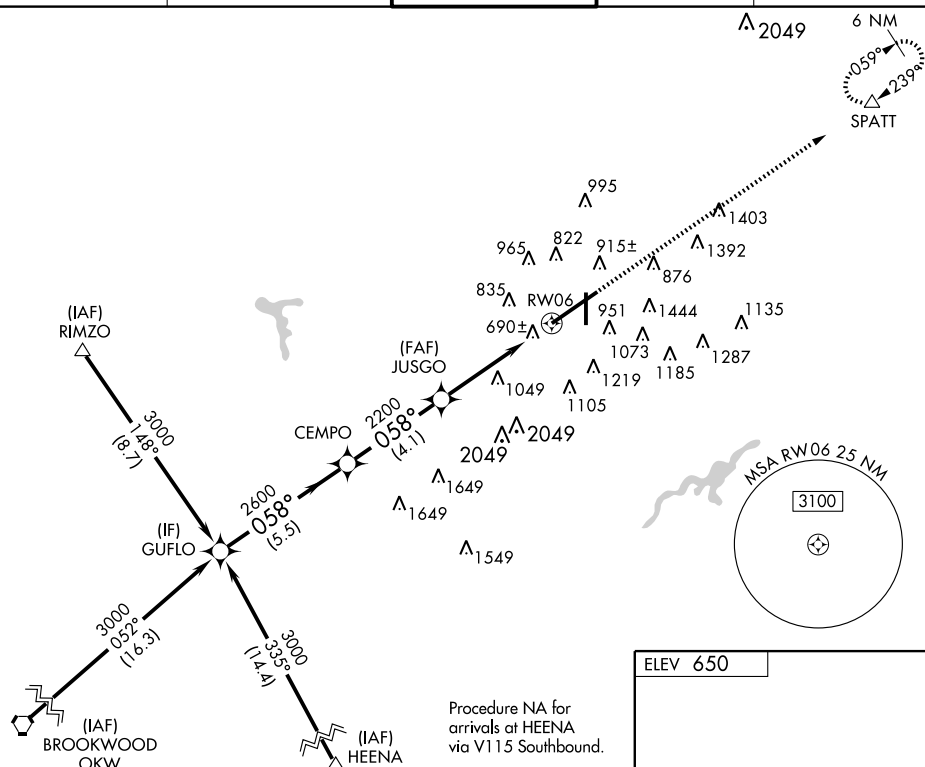 2049
6 NM
059°
239°
SPATT
995
1403
965
822
915±
1392
876
835
RW06
690±
951
1444
1135
1073
1287
1185
1219
(IAF)
RIMZO
(FAF)
JUSGO
1049
1105
3000
148°
(8.7)
2200
058°
(4.1)
CEMPO
2049
2049
1649
1649
1549
2600
058°
(5.5)
(IF)
GUFLO
MSA RW06 25 NM
3100
3000
052°
(16.3)
3000
335°
(14.4)
ELEV 650
(IAF)
BROOKWOOD
OKW
(IAF)
HEENA
Procedure NA for
arrivals at HEENA
via V115 Southbound.